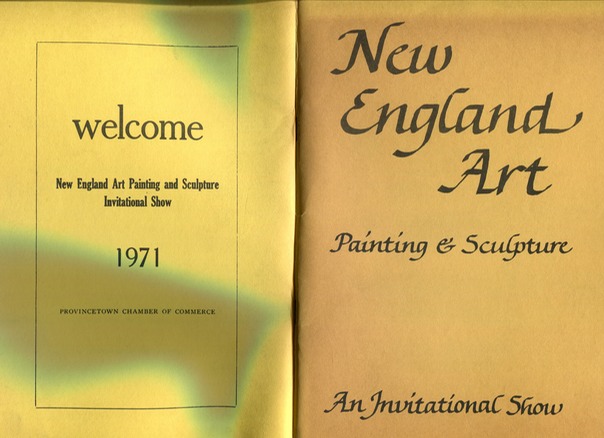 welcome
New England Art Painting and Sculpture
Invitational Show
1971
PROVINCETOWN CHAMBER OF COMMERCE
New
England
Art
Painting & Sculpture
An Invitational Show